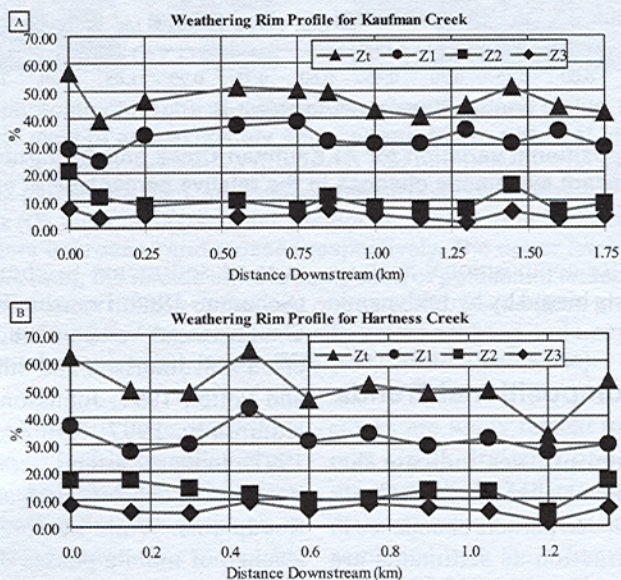 A
Weathering Rim Profile for Kaufman Creek
70.00
60.00
50.00
40.00
30.00
20.00
10.00
0.00
%
Zt Z1 Z2 Z3
0.00 0.25 0.50 0.75 1.00 1.25 1.50 1.75
Distance Downstream (km)
B
Weathering Rim Profile for Hartness Creek
70.00
60.00
50.00
40.00
30.00
20.00
10.00
0.00
%
Zt Z1 Z2 Z3
0.0 0.2 0.4 0.6 0.8 1.0 1.2
Distance Downstream (km)